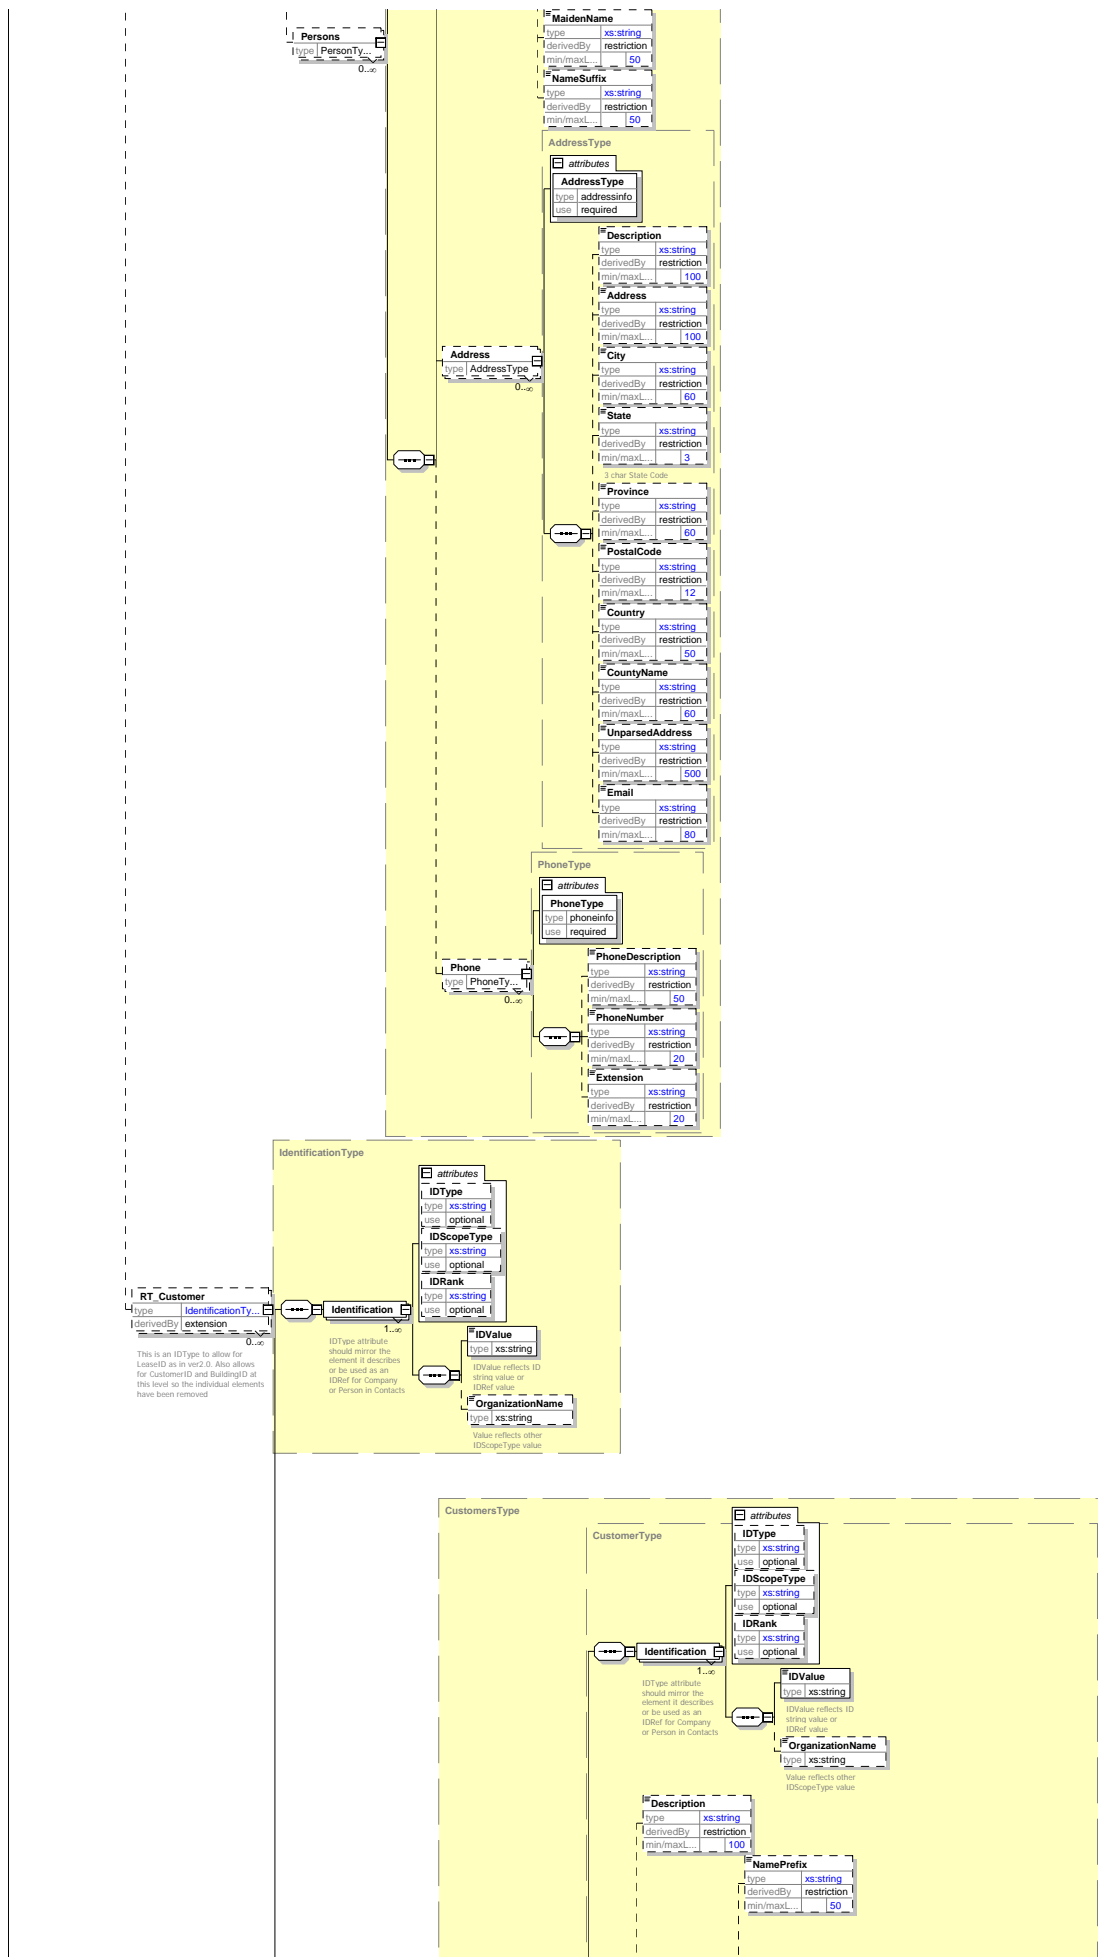 MaidenName
type xs:string
derivedBy restriction
min/maxL... 50
Persons
type PersonTy...
0..∞
NameSuffix
type xs:string
derivedBy restriction
min/maxL... 50
AddressType
attributes
AddressType
type addressinfo
use required
Description
type xs:string
derivedBy restriction
min/maxL... 100
Address
type xs:string
derivedBy restriction
min/maxL... 100
Address
type AddressType
0..∞
City
type xs:string
derivedBy restriction
min/maxL... 60
State
type xs:string
derivedBy restriction
min/maxL... 3
3 char State Code
Province
type xs:string
derivedBy restriction
min/maxL... 60
PostalCode
type xs:string
derivedBy restriction
min/maxL... 12
Country
type xs:string
derivedBy restriction
min/maxL... 50
CountyName
type xs:string
derivedBy restriction
min/maxL... 60
UnparsedAddress
type xs:string
derivedBy restriction
min/maxL... 500
Email
type xs:string
derivedBy restriction
min/maxL... 80
PhoneType
attributes
PhoneType
type phoneinfo
use required
Phone
type PhoneTy...
0..∞
PhoneDescription
type xs:string
derivedBy restriction
min/maxL... 50
PhoneNumber
type xs:string
derivedBy restriction
min/maxL... 20
Extension
type xs:string
derivedBy restriction
min/maxL... 20
IdentificationType
attributes
IDType
type xs:string
use optional
IDScopeType
type xs:string
use optional
IDRank
type xs:string
use optional
RT_Customer
type IdentificationTy...
derivedBy extension
0..∞
This is an IDType to allow for
LeaseID as in ver2.0. Also allows
for CustomerID and BuildingID at
this level so the individual elements
have been removed
Identification
1..∞
IDType attribute
should mirror the
element it describes
or be used as an
IDRef for Company
or Person in Contacts
IDValue
type xs:string
IDValue reflects ID
string value or
IDRef value
OrganizationName
type xs:string
Value reflects other
IDScopeType value
CustomersType
CustomerType
attributes
IDType
type xs:string
use optional
IDScopeType
type xs:string
use optional
IDRank
type xs:string
use optional
Identification
1..∞
IDType attribute
should mirror the
element it describes
or be used as an
IDRef for Company
or Person in Contacts
IDValue
type xs:string
IDValue reflects ID
string value or
IDRef value
OrganizationName
type xs:string
Value reflects other
IDScopeType value
Description
type xs:string
derivedBy restriction
min/maxL... 100
NamePrefix
type xs:string
derivedBy restriction
min/maxL... 50